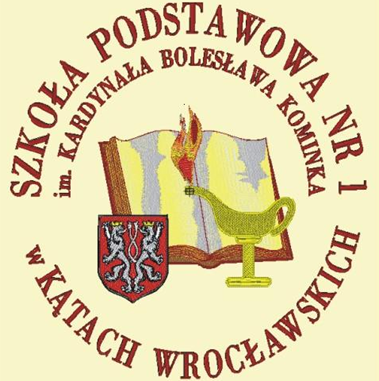 SZKOŁA PODSTAWOWA NR 1
im. KARDYNAŁA BOLESŁAWA KOMINKA
w KĄTACH WROCŁAWSKICH